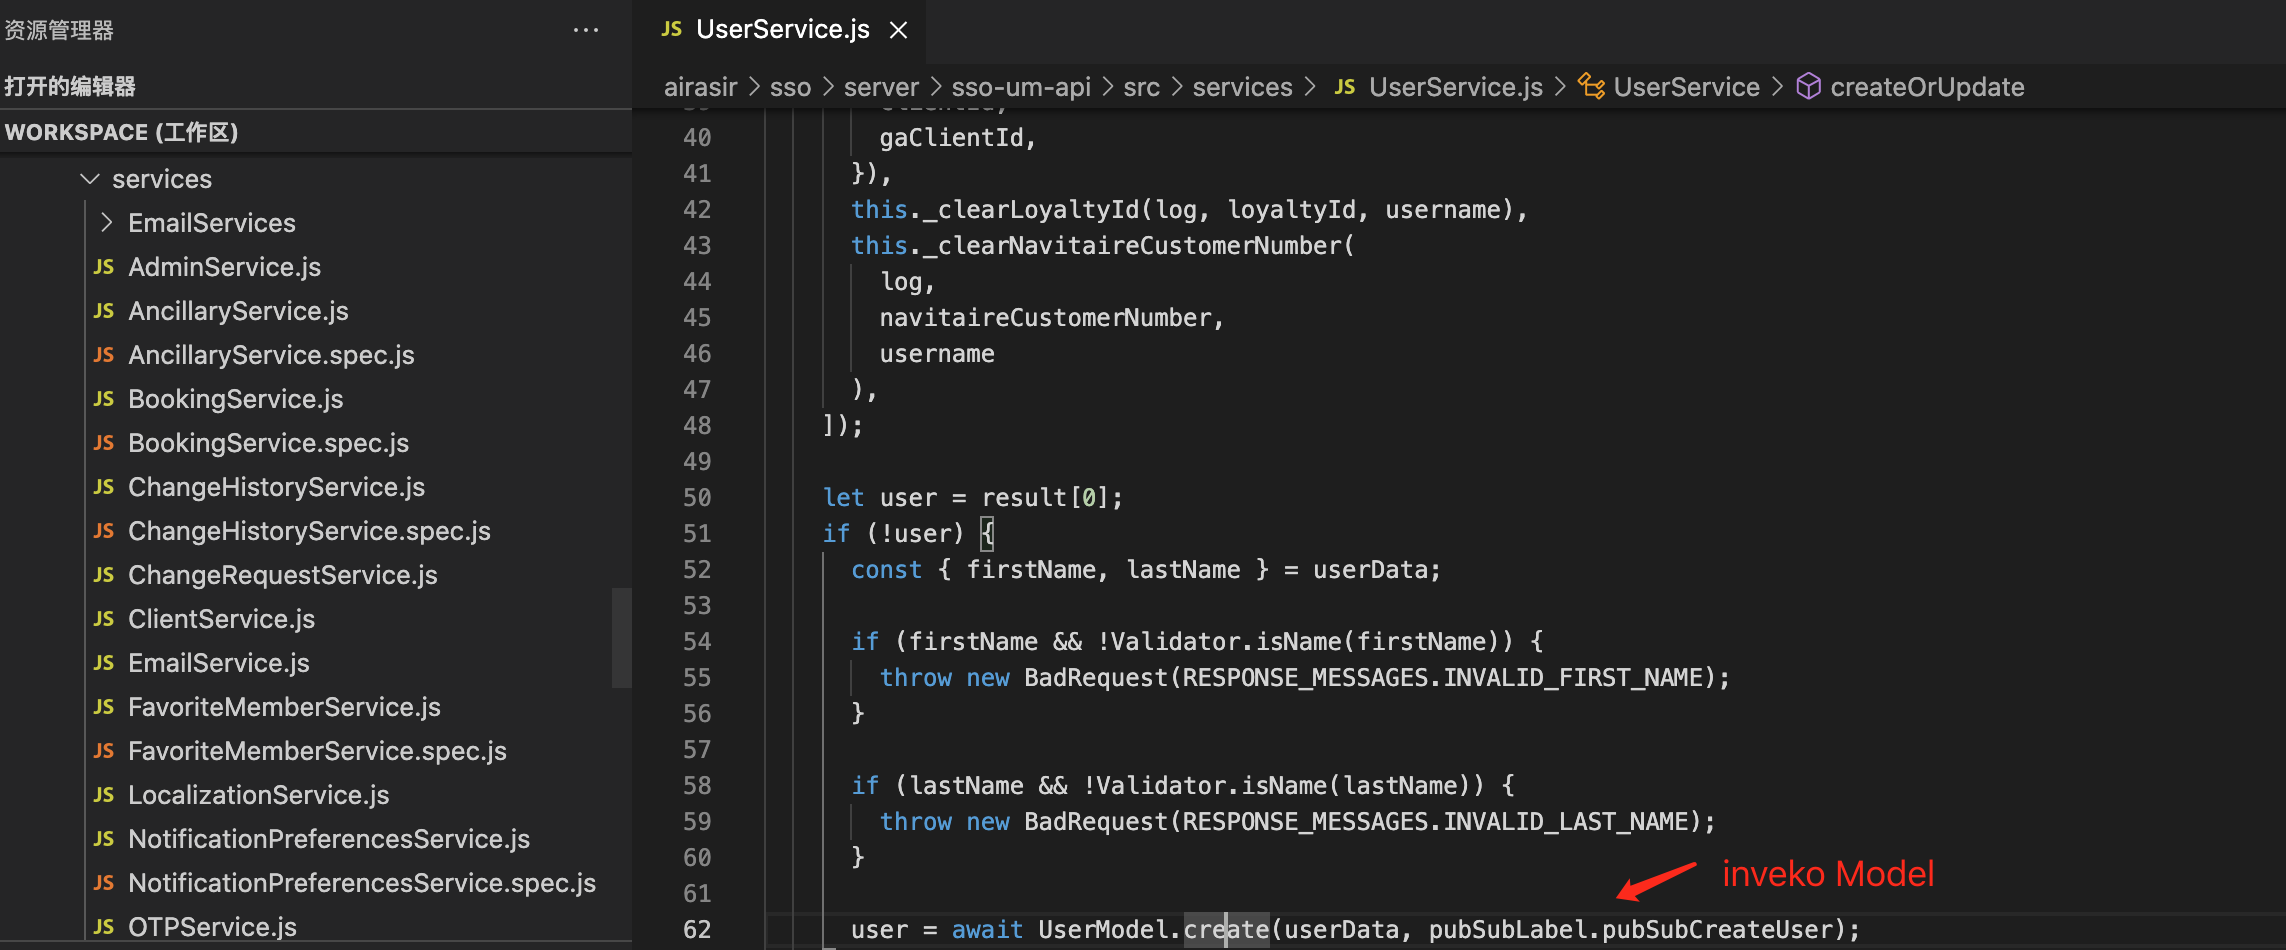 资源管理器
打开的编辑器
WORKSPACE (工作区)
services
EmailServices
JS AdminService.js
JS AncillaryService.js
JS AncillaryService.spec.js
JS BookingService.js
JS BookingService.spec.js
JS ChangeHistoryService.js
JS ChangeHistoryService.spec.js
JS ChangeRequestService.js
JS ClientService.js
JS EmailService.js
JS FavoriteMemberService.js
JS FavoriteMemberService.spec.js
JS LocalizationService.js
JS NotificationPreferencesService.js
JS NotificationPreferencesService.spec.js
JS OTPService.js
JS UserService.js
airasir > sso > server > sso-um-api > src > services > JS UserService.js > UserService > createOrUpdate
40 gaClientId,
41 }),
42 this._clearLoyaltyId(log, loyaltyId, username),
43 this._clearNavitaireCustomerNumber(
44 log,
45 navitaireCustomerNumber,
46 username
47 ),
48 ]);
49
50 let user = result[0];
51 if (!user) {
52 const { firstName, lastName } = userData;
53
54 if (firstName && !Validator.isName(firstName)) {
55 throw new BadRequest(RESPONSE_MESSAGES.INVALID_FIRST_NAME);
56 }
57
58 if (lastName && !Validator.isName(lastName)) {
59 throw new BadRequest(RESPONSE_MESSAGES.INVALID_LAST_NAME);
60 }
61
inveko Model
62 user = await UserModel.create(userData, pubSubLabel.pubSubCreateUser);